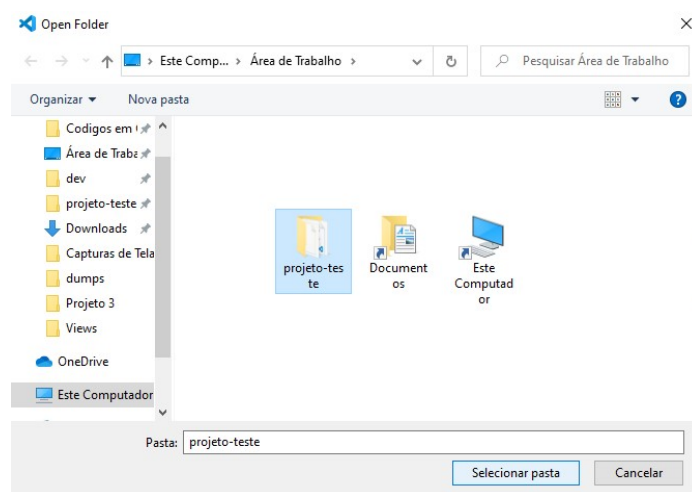 Open Folder
Este Comp... › Área de Trabalho ›
Pesquisar Área de Trabalho
Organizar
Nova pasta
?
Codigos em
Área de Traba
dev
projeto-teste
Downloads
Capturas de Tela
dumps
Projeto 3
Views
OneDrive
Este Computador
projeto-tes
te
Document
os
Este
Computad
or
Pasta: projeto-teste
Selecionar pasta
Cancelar